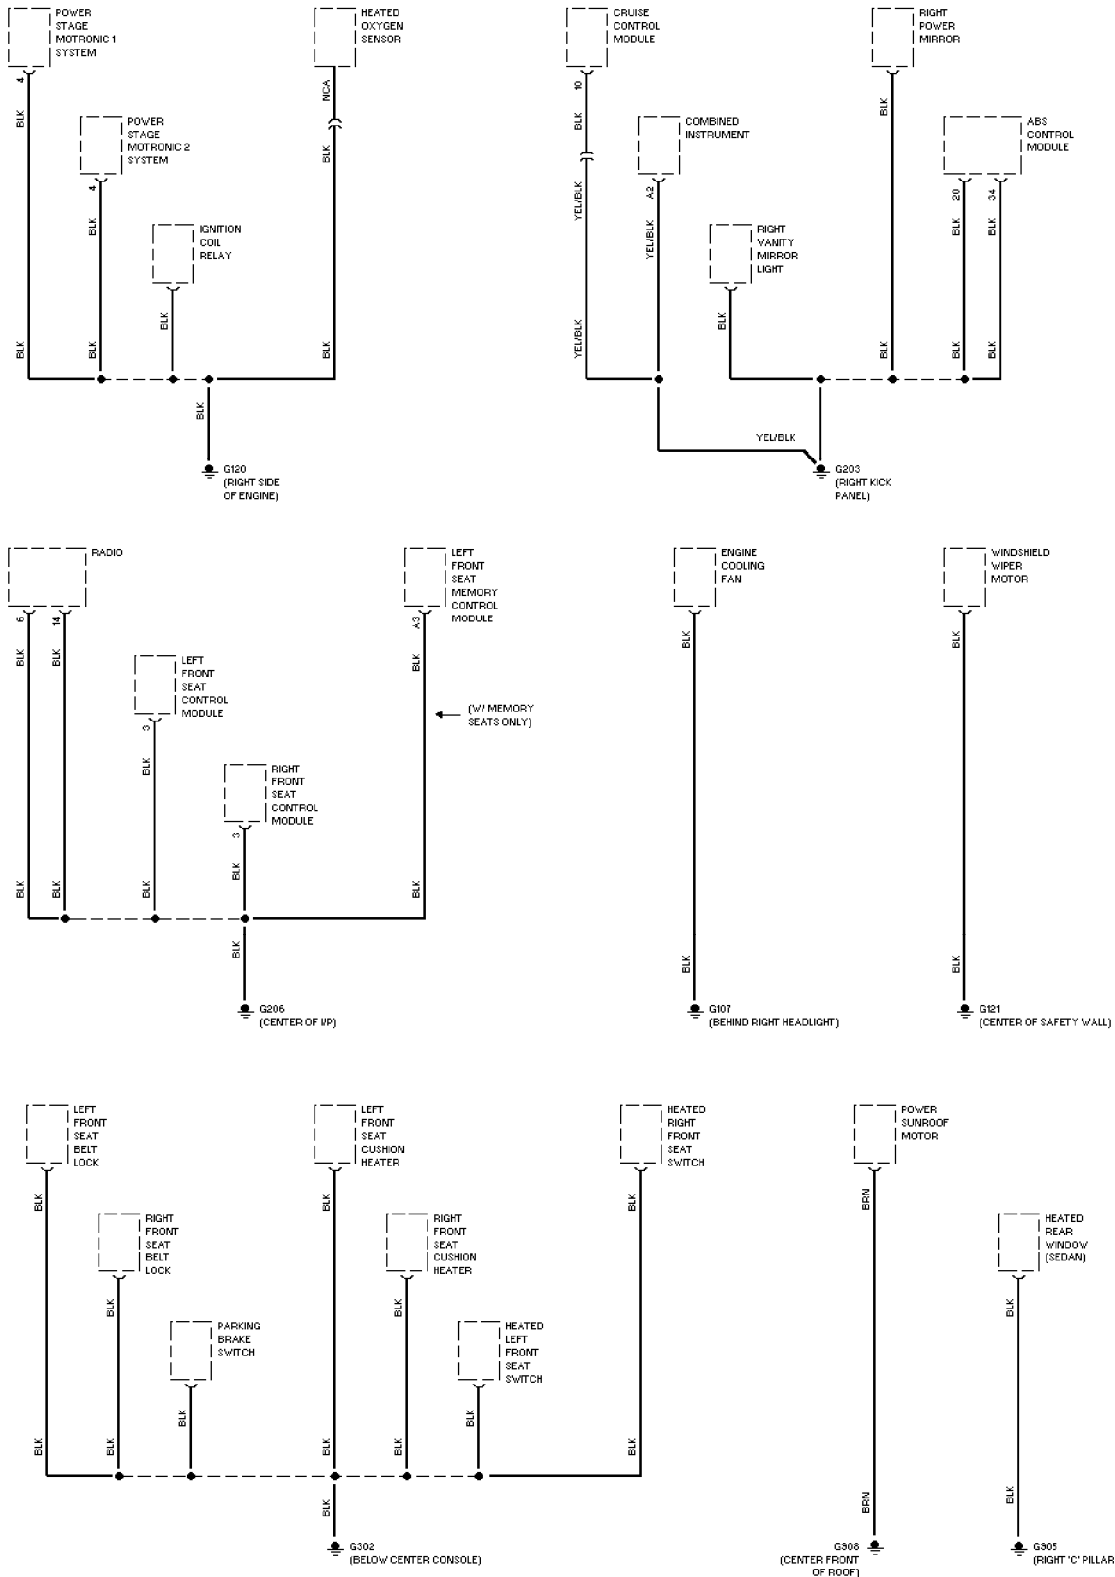 POWER
STAGE
MOTRONIC 1
SYSTEM
4
BLK
BLK
POWER
STAGE
MOTRONIC 2
SYSTEM
4
BLK
BLK
IGNITION
COIL
RELAY
BLK
HEATED
OXYGEN
SENSOR
NCA
BLK
BLK
BLK
G120
(RIGHT SIDE
OF ENGINE)
CRUISE
CONTROL
MODULE
10
BLK
YEL/BLK
YEL/BLK
COMBINED
INSTRUMENT
A2
YEL/BLK
RIGHT
VANITY
MIRROR
LIGHT
BLK
RIGHT
POWER
MIRROR
BLK
BLK
ABS
CONTROL
MODULE
20
34
BLK
BLK
BLK
BLK
YEL/BLK
G203
(RIGHT KICK
PANEL)
RADIO
6
14
BLK
BLK
BLK
BLK
LEFT
FRONT
SEAT
CONTROL
MODULE
3
BLK
BLK
RIGHT
FRONT
SEAT
CONTROL
MODULE
3
BLK
LEFT
FRONT
SEAT
MEMORY
CONTROL
MODULE
A3
BLK
(W/ MEMORY
SEATS ONLY)
BLK
BLK
G206
(CENTER OF I/P)
ENGINE
COOLING
FAN
BLK
BLK
G107
(BEHIND RIGHT HEADLIGHT)
WINDSHIELD
WIPER
MOTOR
BLK
BLK
G121
(CENTER OF SAFETY WALL)
LEFT
FRONT
SEAT
BELT
LOCK
BLK
BLK
RIGHT
FRONT
SEAT
BELT
LOCK
BLK
BLK
PARKING
BRAKE
SWITCH
BLK
LEFT
FRONT
SEAT
CUSHION
HEATER
BLK
BLK
RIGHT
FRONT
SEAT
CUSHION
HEATER
BLK
BLK
HEATED
LEFT
FRONT
SEAT
SWITCH
BLK
HEATED
RIGHT
FRONT
SEAT
SWITCH
BLK
BLK
BLK
G302
(BELOW CENTER CONSOLE)
POWER
SUNROOF
MOTOR
BRN
BRN
G908
(CENTER FRONT
OF ROOF)
HEATED
REAR
WINDOW
(SEDAN)
BLK
BLK
G905
(RIGHT 'C' PILLAR